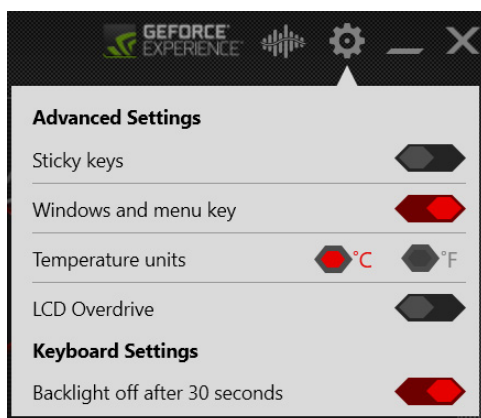 GEFORCE
EXPERIENCE
Advanced Settings
Sticky keys
Windows and menu key
Temperature units °C °F
LCD Overdrive
Keyboard Settings
Backlight off after 30 seconds